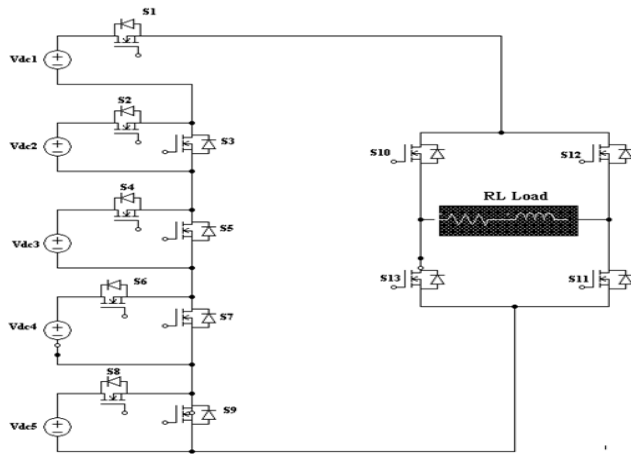 S1
Vdc1
S2
Vdc2
S3
S10
S12
S4
RL Load
Vdc3
S5
S6
S13
S11
Vdc4
S7
S8
Vdc5
S9